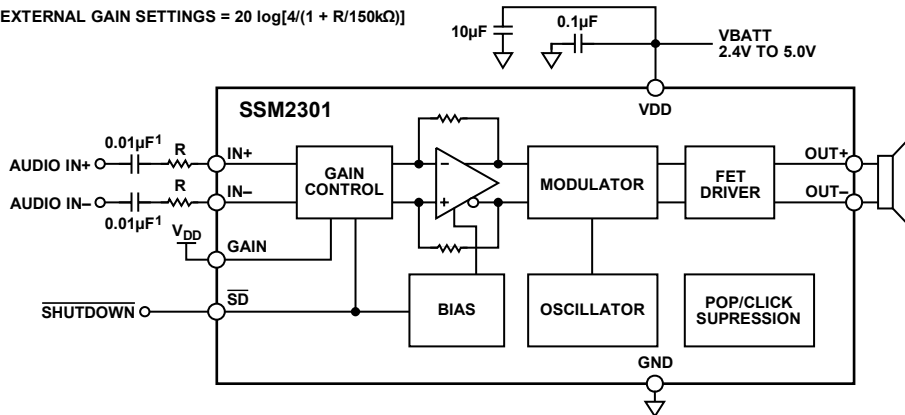 EXTERNAL GAIN SETTINGS = 20 log[4/(1 + R/150kΩ)]
10µF
0.1µF
VBATT
2.4V TO 5.0V
VDD
SSM2301
0.01µF1
R
AUDIO IN+
IN+
AUDIO IN–
R
IN–
0.01µF1
GAIN
CONTROL
–
+
MODULATOR
FET
DRIVER
OUT+
OUT–
VDD
GAIN
SHUTDOWN
SD
BIAS
OSCILLATOR
POP/CLICK
SUPRESSION
GND